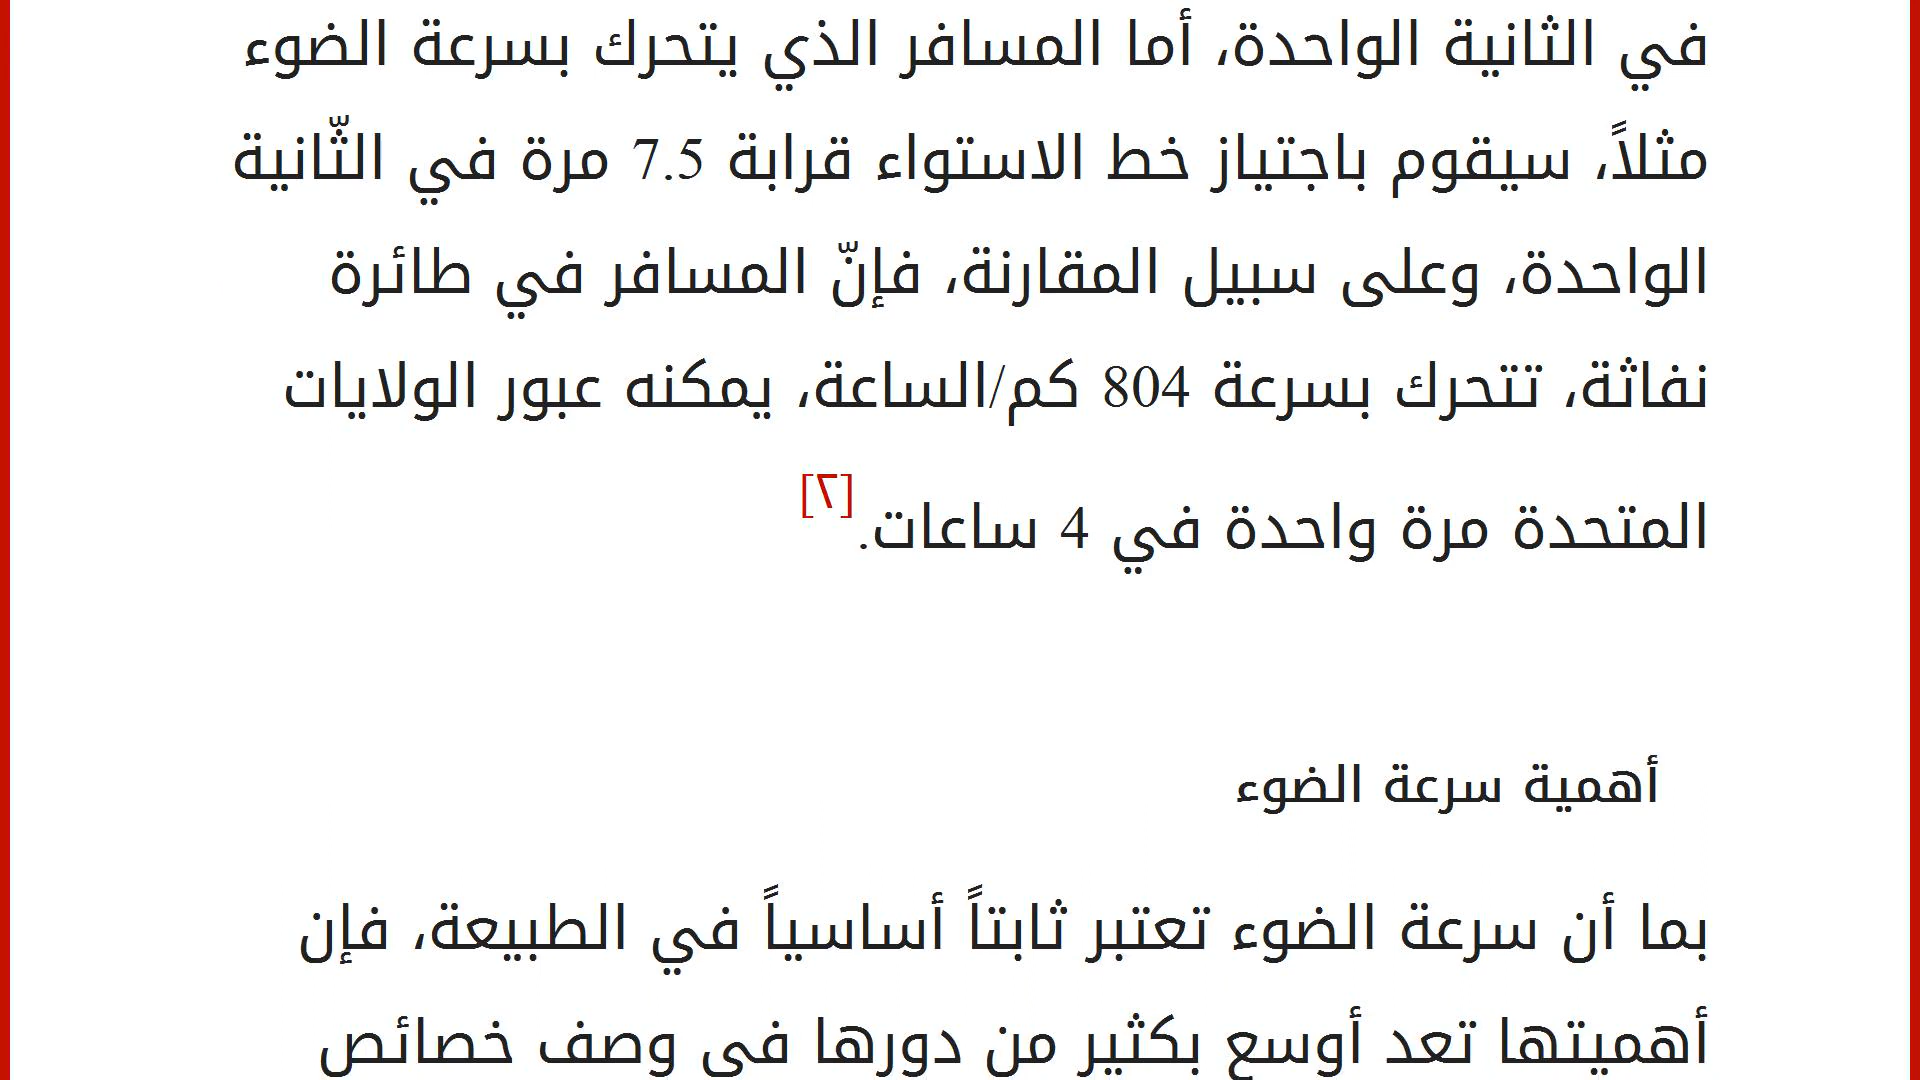 في الثانية الواحدة، أما المسافر الذي يتحرك بسرعة الضوء
مثلاً، سيقوم باجتياز خط الاستواء قرابة 7.5 مرة في الثّانية
الواحدة، وعلى سبيل المقارنة، فإنّ المسافر في طائرة
نفاثة، تتحرك بسرعة 804 كم/الساعة، يمكنه عبور الولايات
المتحدة مرة واحدة في 4 ساعات.[٢]
أهمية سرعة الضوء
بما أن سرعة الضوء تعتبر ثابتاً أساسياً في الطبيعة، فإن
أهميتها تعد أوسع بكثير من دورها في وصف خصائص